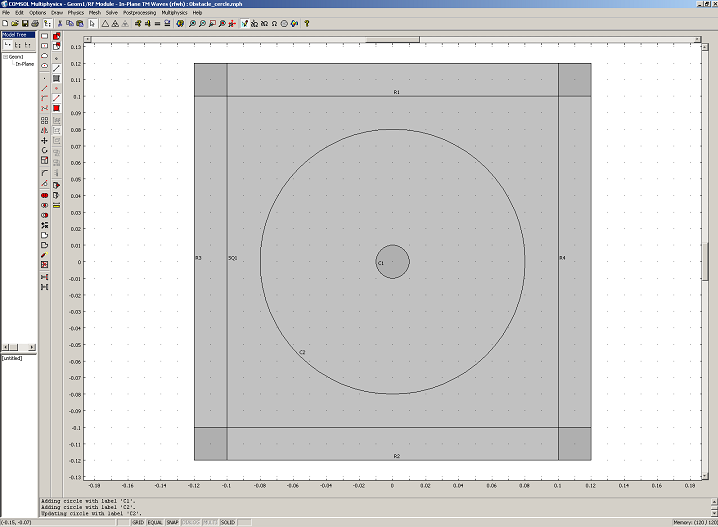 COMSOL Multiphysics - Geom1/RF Module - In-Plane TM Waves (rfwh) : Obstacle_cercle.mph
File Edit Options Draw Physics Mesh Solve Postprocessing Multiphysics Help
Model Tree
Geom1
In-Plane
[untitled]
0.13
0.12
0.11
0.1
0.09
0.08
0.07
0.06
0.05
0.04
0.03
0.02
0.01
0
-0.01
-0.02
-0.03
-0.04
-0.05
-0.06
-0.07
-0.08
-0.09
-0.1
-0.11
-0.12
-0.13
R1
R3
SQ1
C1
R4
C2
R2
-0.18 -0.16 -0.14 -0.12 -0.1 -0.08 -0.06 -0.04 -0.02 0 0.02 0.04 0.06 0.08 0.1 0.12 0.14 0.16 0.18
Adding circle with label 'C1'.
Adding circle with label 'C2'.
Updating circle with label 'C2'.
(-0.15, -0.07) GRID EQUAL SNAP DIALOG MULTI SOLID Memory: (120 | 120)